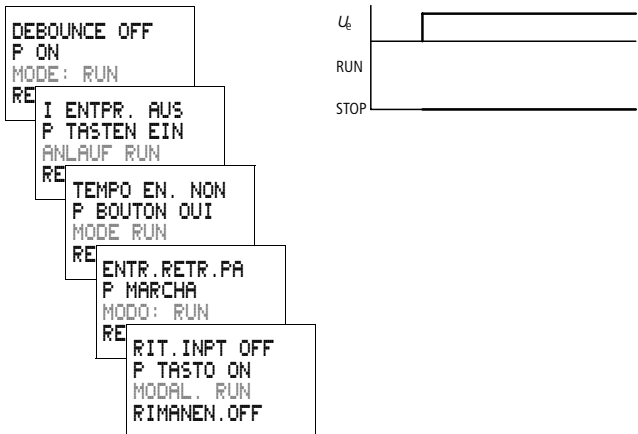 DEBOUNCE OFF
P ON
MODE: RUN
RE
I ENTPR. AUS
P TASTEN EIN
ANLAUF RUN
RE
TEMPO EN. NON
P BOUTON OUI
MODE RUN
RE
ENTR.RETR.PA
P MARCHA
MODO: RUN
RE
RIT.INPT OFF
P TASTO ON
MODAL. RUN
RIMANEN.OFF
Ue
RUN
STOP